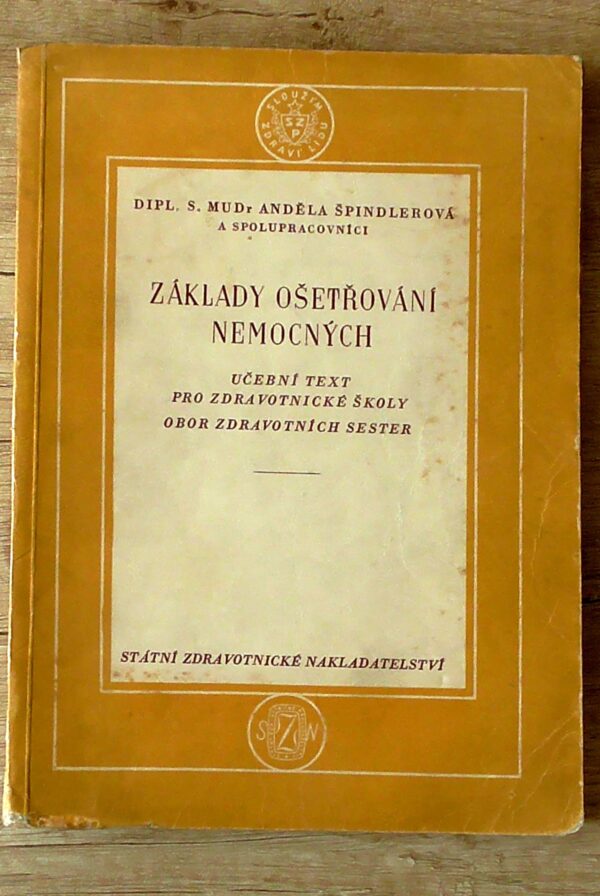 SLOUŽÍM
ZDRAVÍ LIDU
SZP
DIPL. S. MUDr ANDĚLA ŠPINDLEROVÁ
A SPOLUPRACOVNÍCI
ZÁKLADY OŠETŘOVÁNÍ
NEMOCNÝCH
UČEBNÍ TEXT
PRO ZDRAVOTNICKÉ ŠKOLY
OBOR ZDRAVOTNÍCH SESTER
STÁTNÍ ZDRAVOTNICKÉ NAKLADATELSTVÍ
S Z N